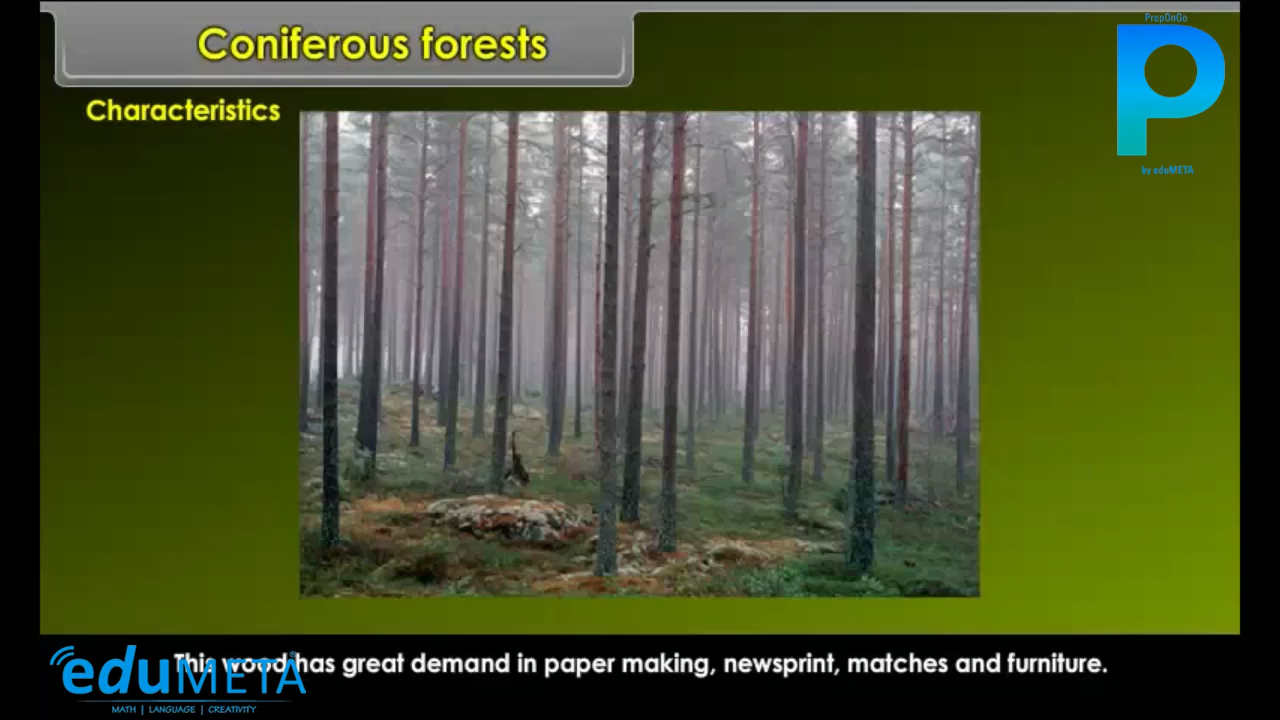 Coniferous forests
PrepOnGo
P
by eduMETA
Characteristics
This wood has great demand in paper making, newsprint, matches and furniture.
eduMETA
MATH | LANGUAGE | CREATIVITY